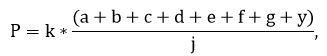 P = k * (a + b + c + d + e + f + g + y) / j ,